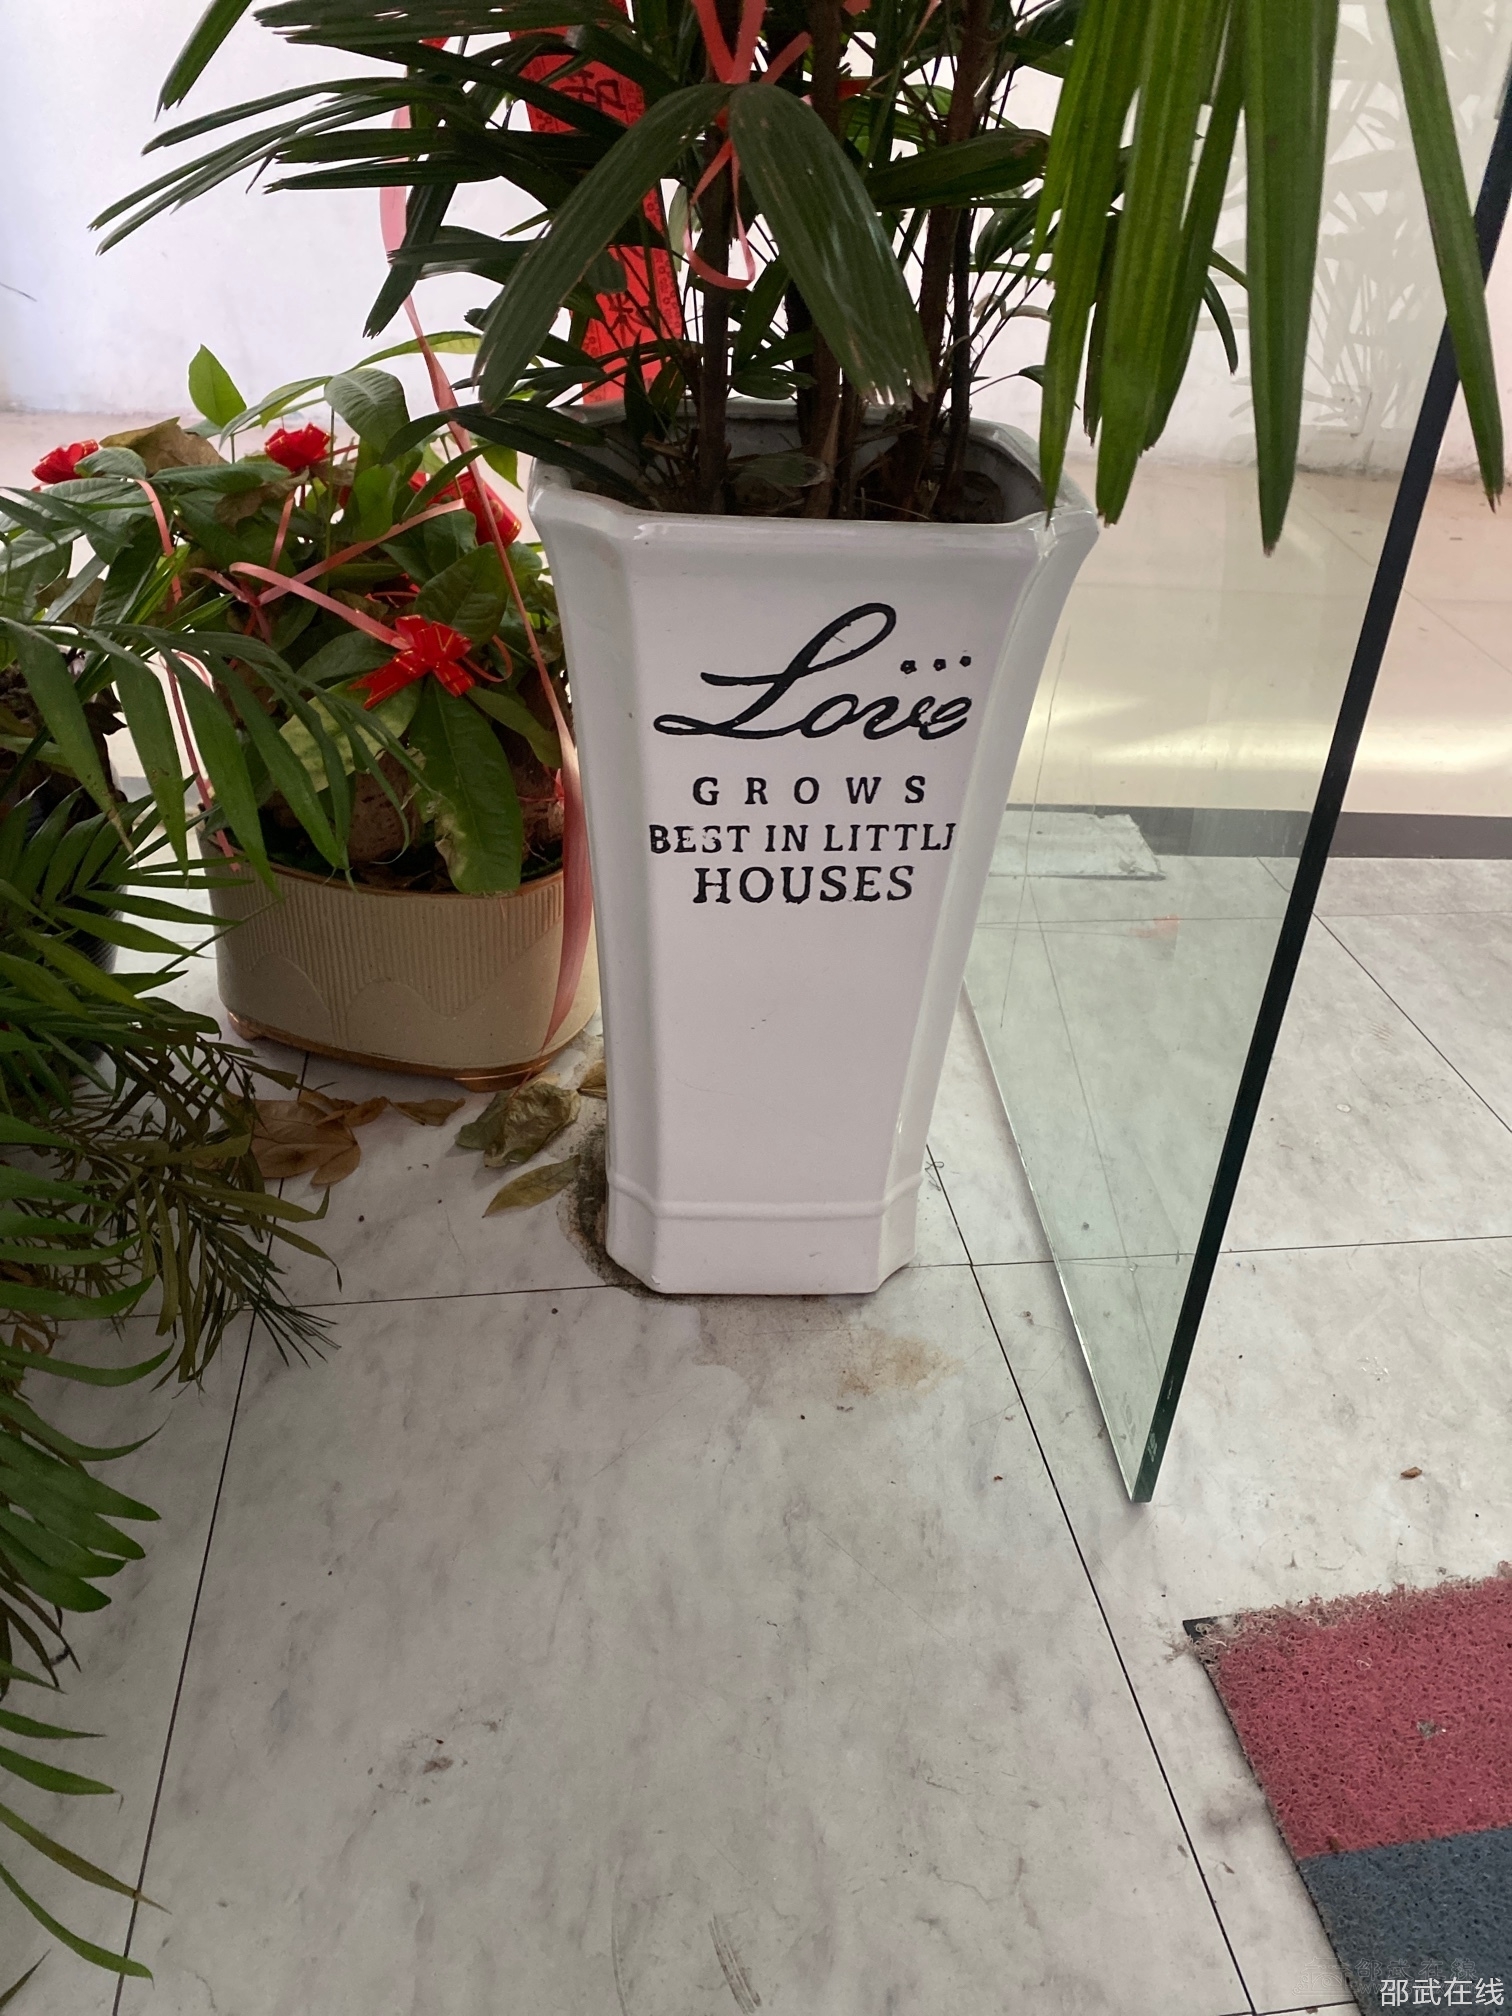 Love...
GROWS
BEST IN LITTLE
HOUSES
邵武在线